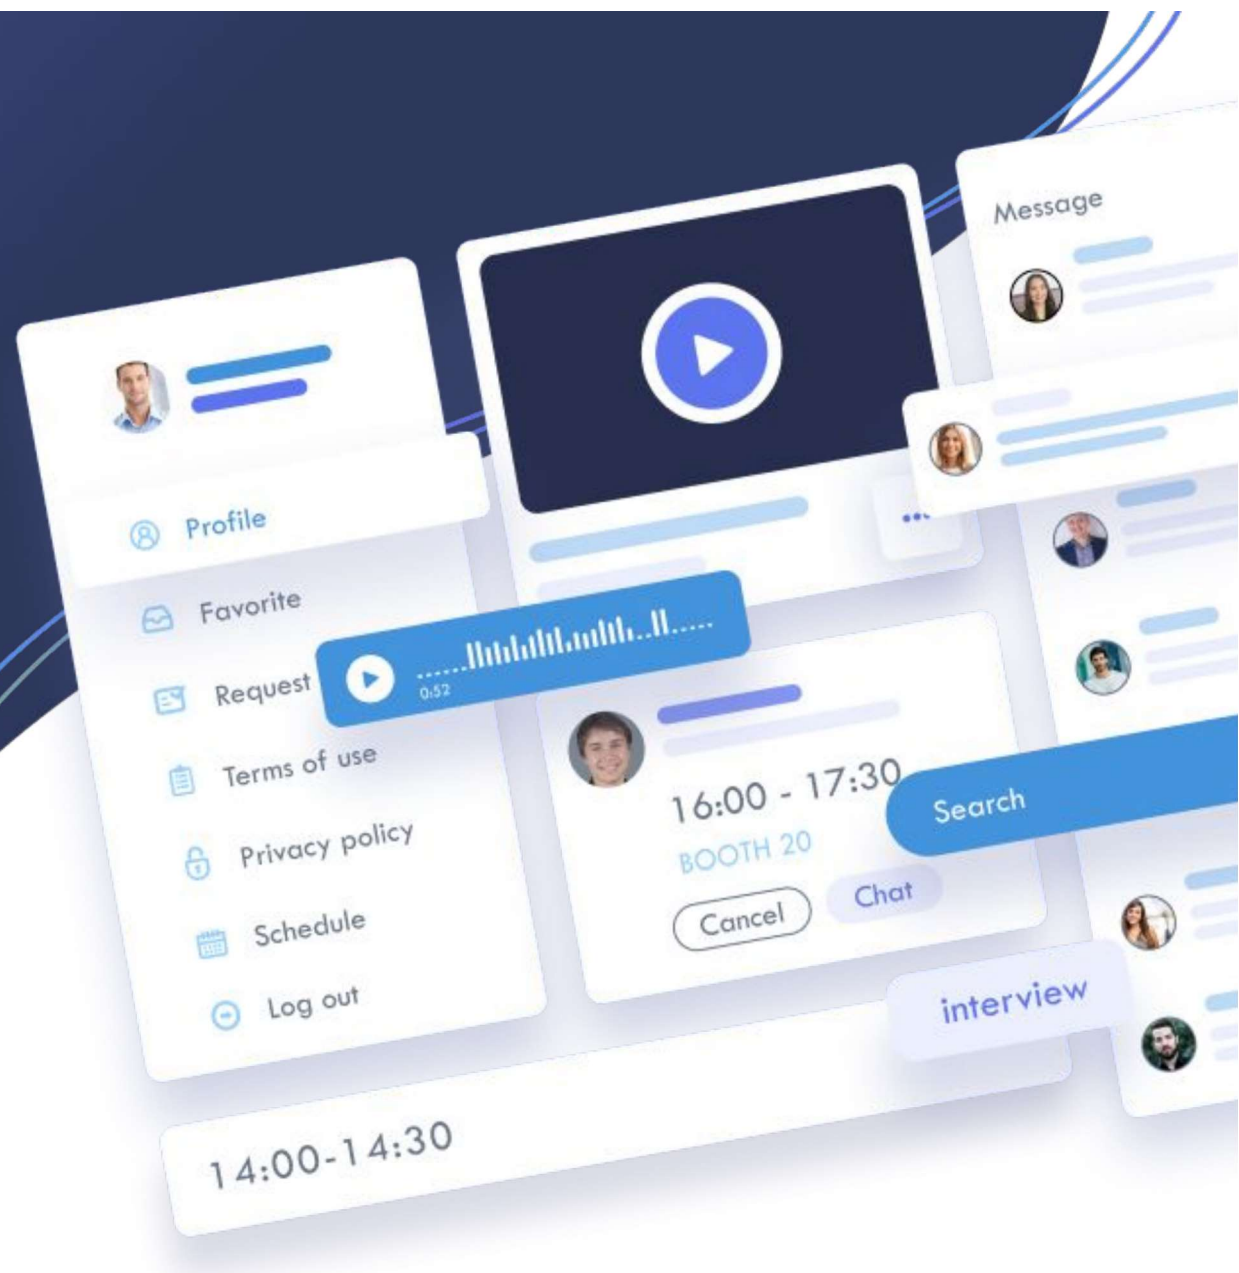 Message
Profile
Favorite
Request
Terms of use
Privacy policy
Schedule
Log out
0:52
16:00 - 17:30
BOOTH 20
Cancel
Chat
Search
interview
14:00-14:30